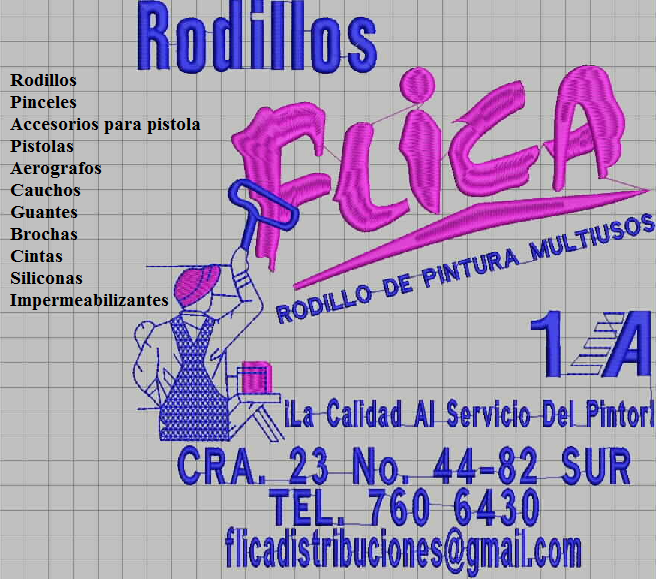 Rodillos
FLiCA
RODILLO DE PINTURA MULTIUSOS
Rodillos
Pinceles
Accesorios para pistola
Pistolas
Aerografos
Cauchos
Guantes
Brochas
Cintas
Siliconas
Impermeabilizantes
1A
¡La Calidad Al Servicio Del Pintor!
CRA. 23 No. 44-82 SUR
TEL. 760 6430
flicadistribuciones@gmail.com